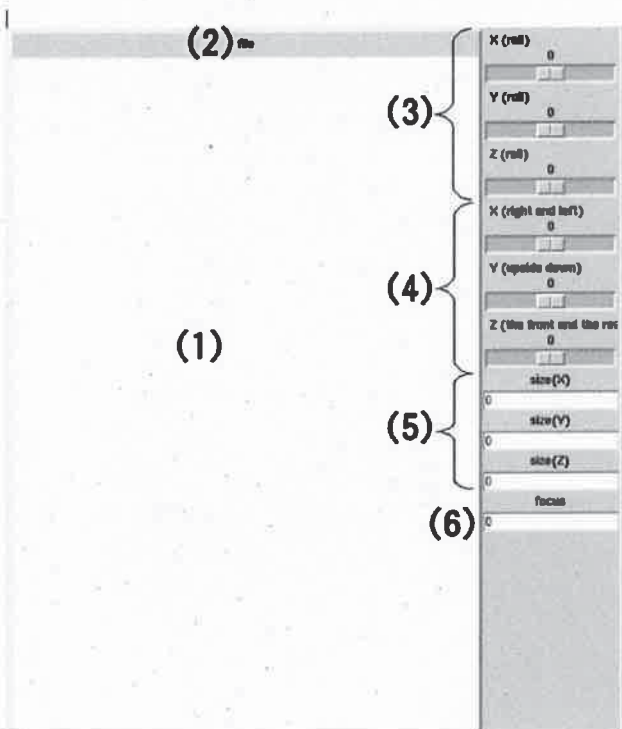 (2) file
X (roll)
0
(3)
Y (roll)
0
Z (roll)
0
X (right and left)
0
(4)
Y (upside down)
0
Z (the front and the
0
(1)
size(X)
0
(5)
size(Y)
0
size(Z)
0
focus
(6)
0